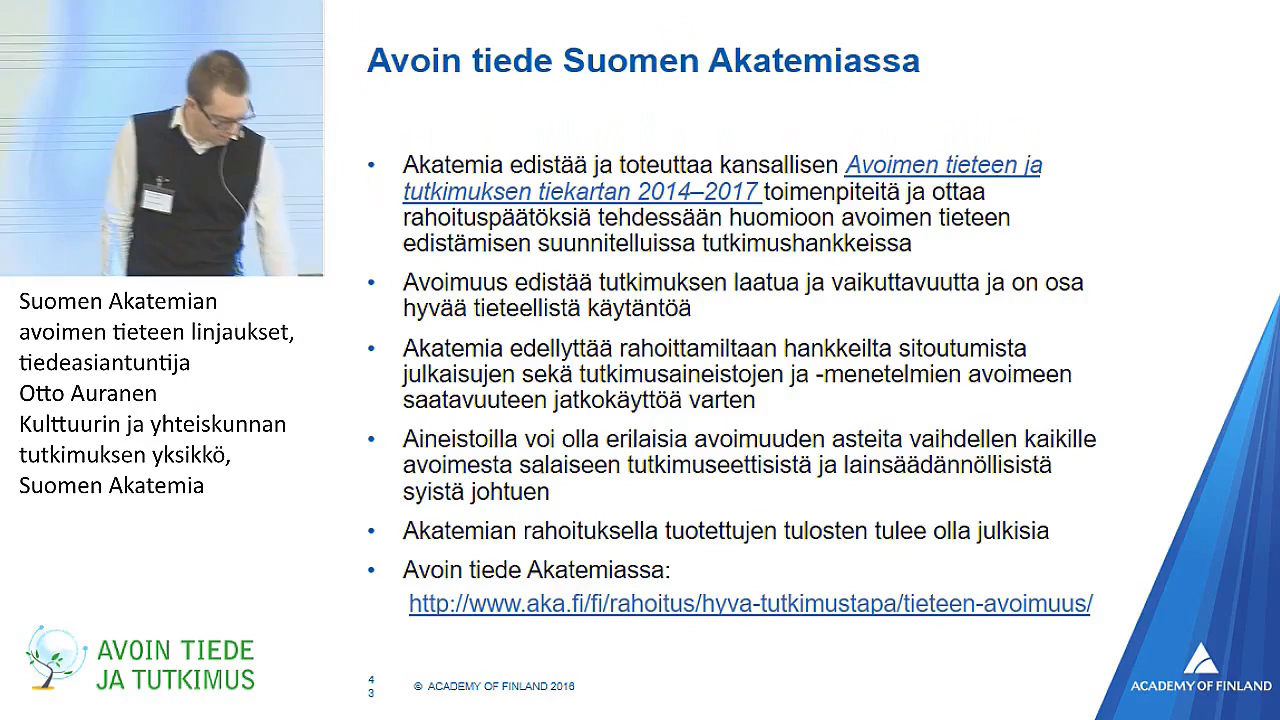 Avoin tiede Suomen Akatemiassa
• Akatemia edistää ja toteuttaa kansallisen Avoimen tieteen ja
tutkimuksen tiekartan 2014–2017 toimenpiteitä ja ottaa
rahoituspäätöksiä tehdessään huomioon avoimen tieteen
edistämisen suunnitelluissa tutkimushankkeissa
• Avoimuus edistää tutkimuksen laatua ja vaikuttavuutta ja on osa
hyvää tieteellistä käytäntöä
• Akatemia edellyttää rahoittamiltaan hankkeilta sitoutumista
julkaisujen sekä tutkimusaineistojen ja -menetelmien avoimeen
saatavuuteen jatkokäyttöä varten
• Aineistoilla voi olla erilaisia avoimuuden asteita vaihdellen kaikille
avoimesta salaiseen tutkimuseettisistä ja lainsäädännöllisistä
syistä johtuen
• Akatemian rahoituksella tuotettujen tulosten tulee olla julkisia
• Avoin tiede Akatemiassa:
http://www.aka.fi/fi/rahoitus/hyva-tutkimustapa/tieteen-avoimuus/
Suomen Akatemian
avoimen tieteen linjaukset,
tiedeasiantuntija
Otto Auranen
Kulttuurin ja yhteiskunnan
tutkimuksen yksikkö,
Suomen Akatemia
AVOIN TIEDE
JA TUTKIMUS
4
3
© ACADEMY OF FINLAND 2016
ACADEMY OF FINLAND